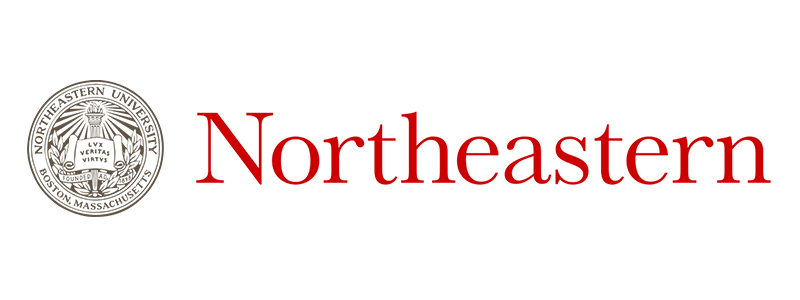 NORTHEASTERN UNIVERSITY
LVX
VERITAS
VIRTVS
FOUNDED A.D. 1898
BOSTON, MASSACHUSETTS
Northeastern